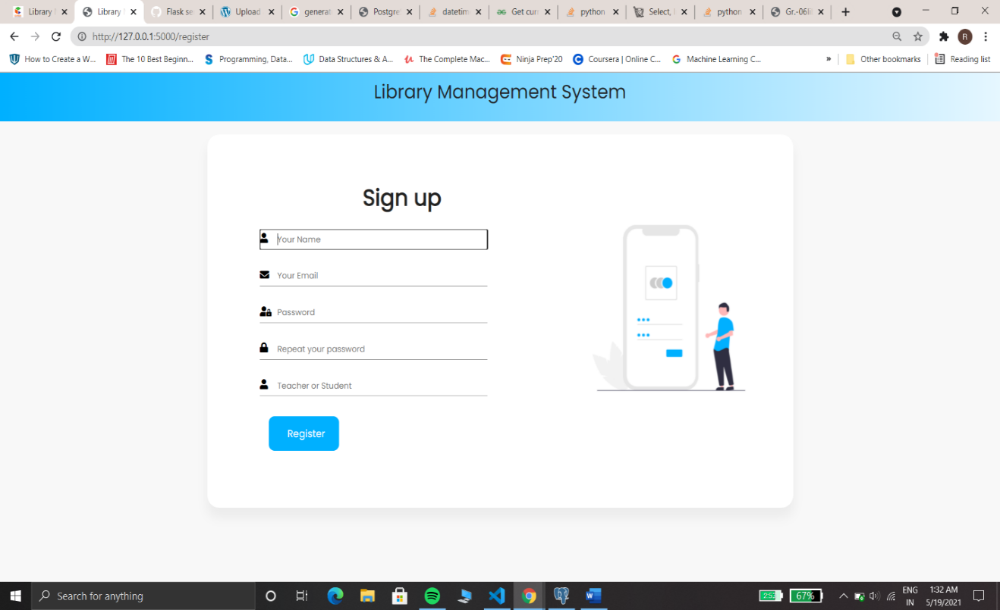 Library
Library
Flask se
Upload
generat
Postgre
datetim
Get curr
python
Select,
python
Gr.-06li
http://127.0.0.1:5000/register
R
How to Create a W...
The 10 Best Beginn...
Programming, Data...
Data Structures & A...
The Complete Mac...
Ninja Prep'20
Coursera | Online C...
Machine Learning C...
»
Other bookmarks
Reading list
Library Management System
Sign up
Your Name
Your Email
Password
Repeat your password
Teacher or Student
Register
Search for anything
2:53
67%
ENG
IN
1:32 AM
5/19/2021